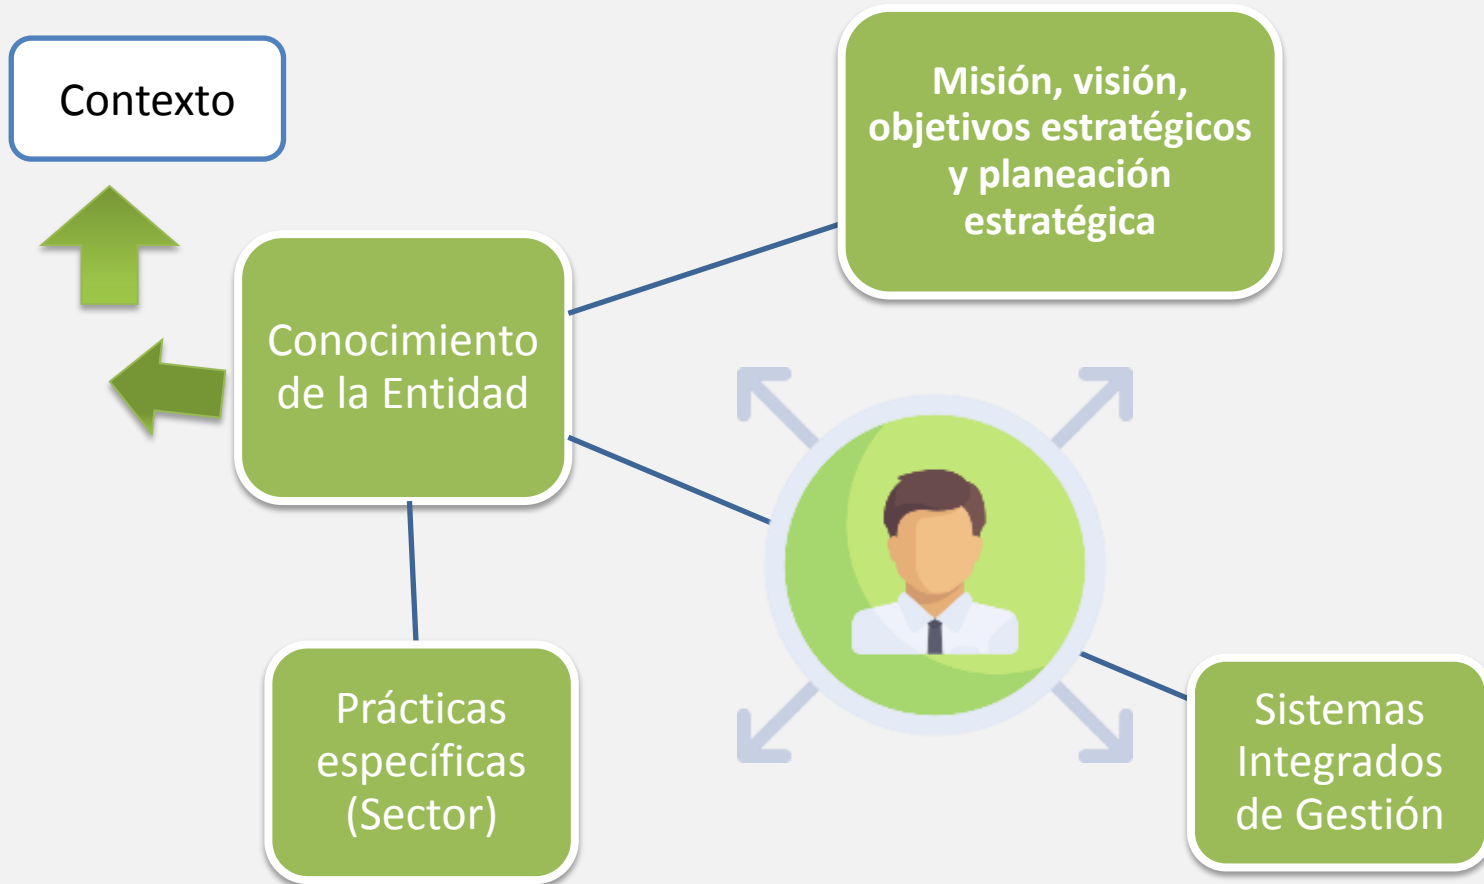 Contexto
Misión, visión,
objetivos estratégicos
y planeación
estratégica
Conocimiento
de la Entidad
Prácticas
específicas
(Sector)
Sistemas
Integrados
de Gestión